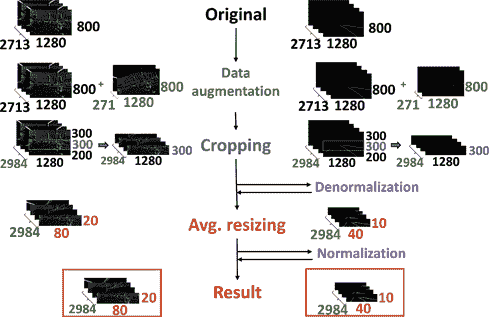 Original
800
2713 1280
800
2713 1280
Data
augmentation
800 + 800
2713 1280 271 1280
800 + 800
2713 1280 271 1280
Cropping
300
300
200
300
2984 1280 2984 1280
300
300
200
300
2984 1280 1280
Denormalization
Avg. resizing
20
2984 80
10
2984 40
Normalization
Result
20
2984 80
10
2984 40